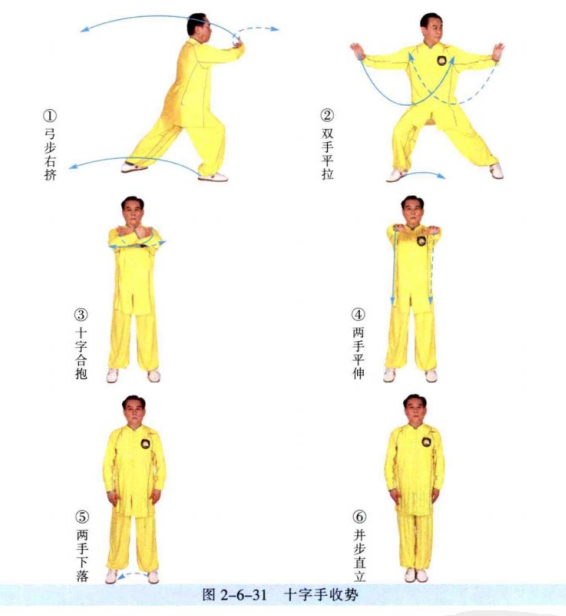 ①弓步右挤
②双手平拉
③十字合抱
④两手平伸
⑤两手下落
⑥并步直立
图 2-6-31 十字手收势